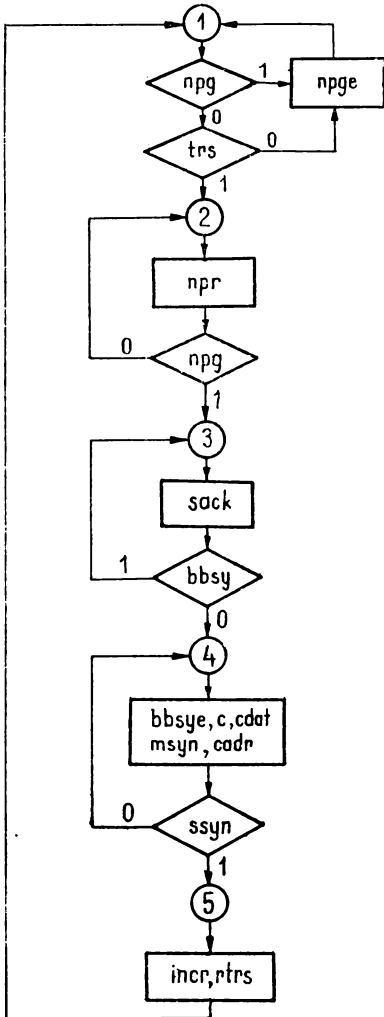 1
npg
1
npge
0
trs
0
1
2
npr
0
npg
1
3
sack
1
bbsy
0
4
bbsye, c, cdat
msyn, cadr
0
ssyn
1
5
incr, rtrs